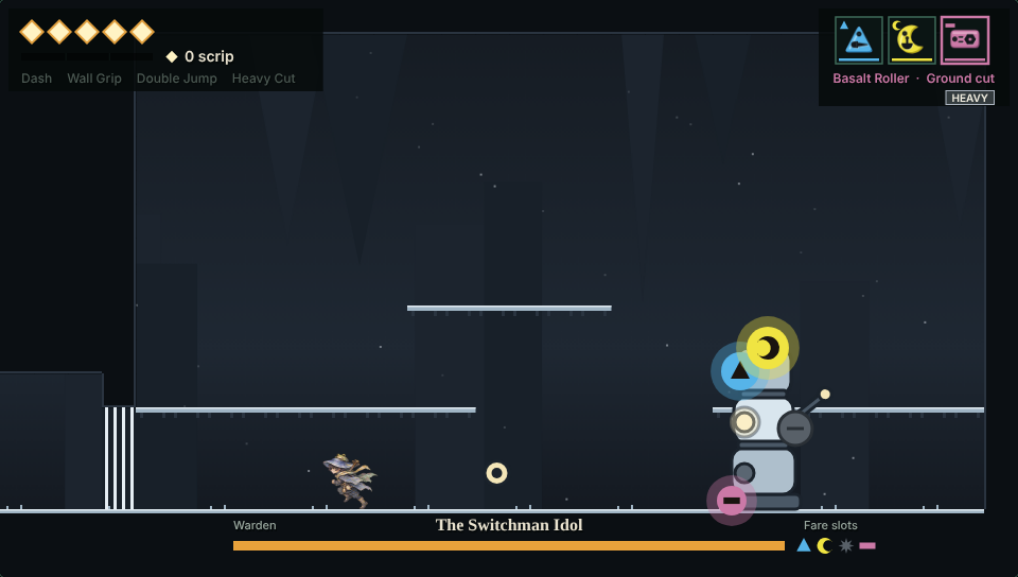 0 scrip
Dash Wall Grip Double Jump Heavy Cut
Basalt Roller · Ground cut
HEAVY
Warden
The Switchman Idol
Fare slots